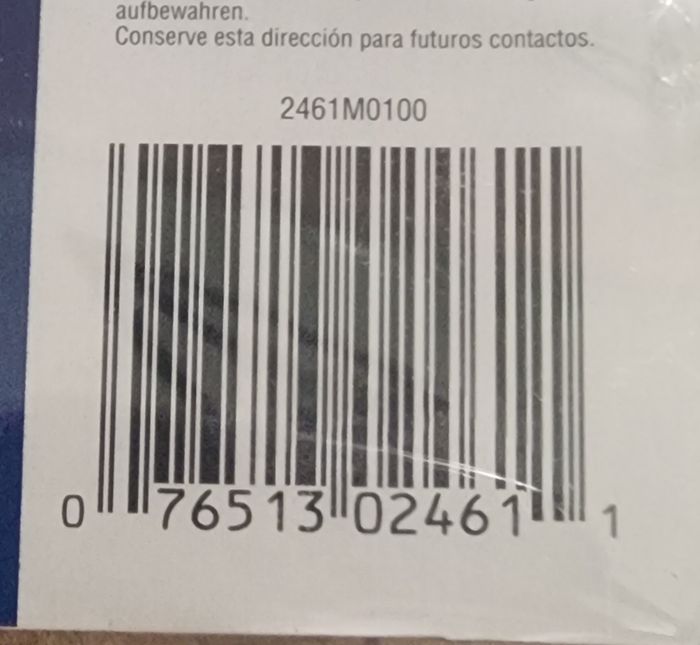 aufbewahren.
Conserve esta dirección para futuros contactos.
2461M0100
0 76513 02461 1